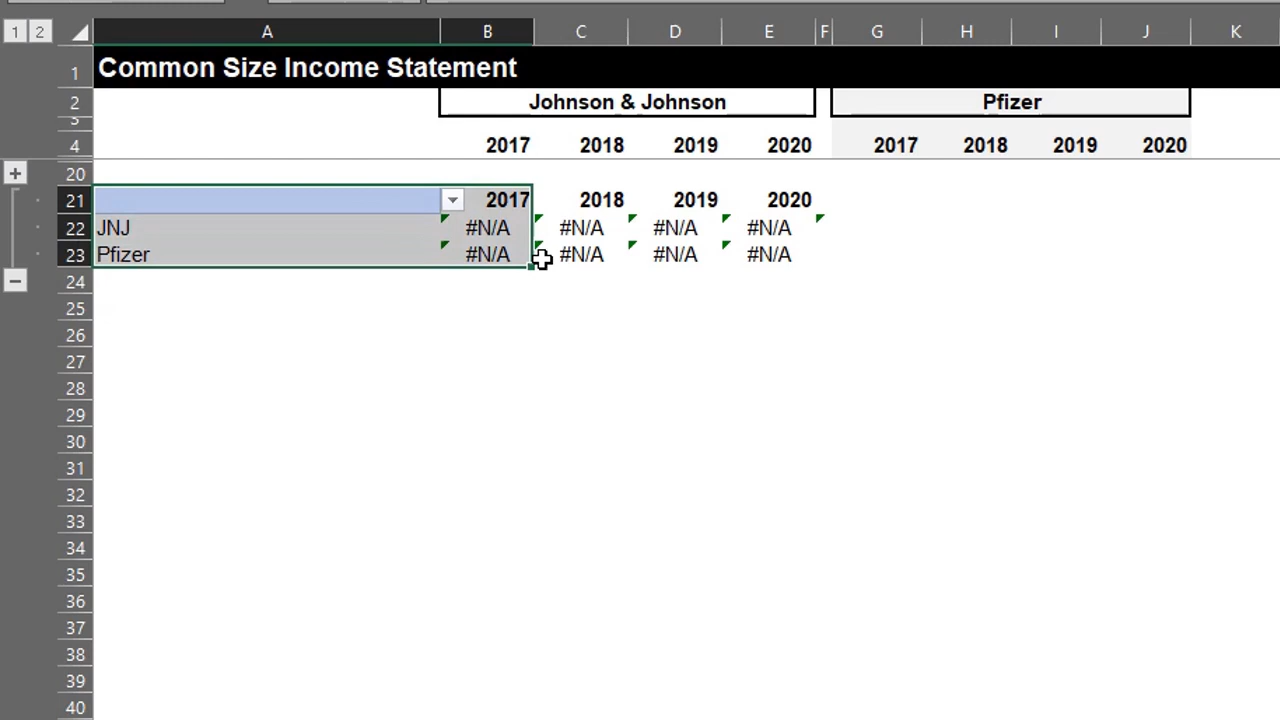 1 2 A B C D E F G H I J K
1 Common Size Income Statement
2 Johnson & Johnson Pfizer
4 2017 2018 2019 2020 2017 2018 2019 2020
+ 20
21 2017 2018 2019 2020
22 JNJ #N/A #N/A #N/A #N/A
23 Pfizer #N/A #N/A #N/A #N/A
− 24
25
26
27
28
29
30
31
32
33
34
35
36
37
38
39
40